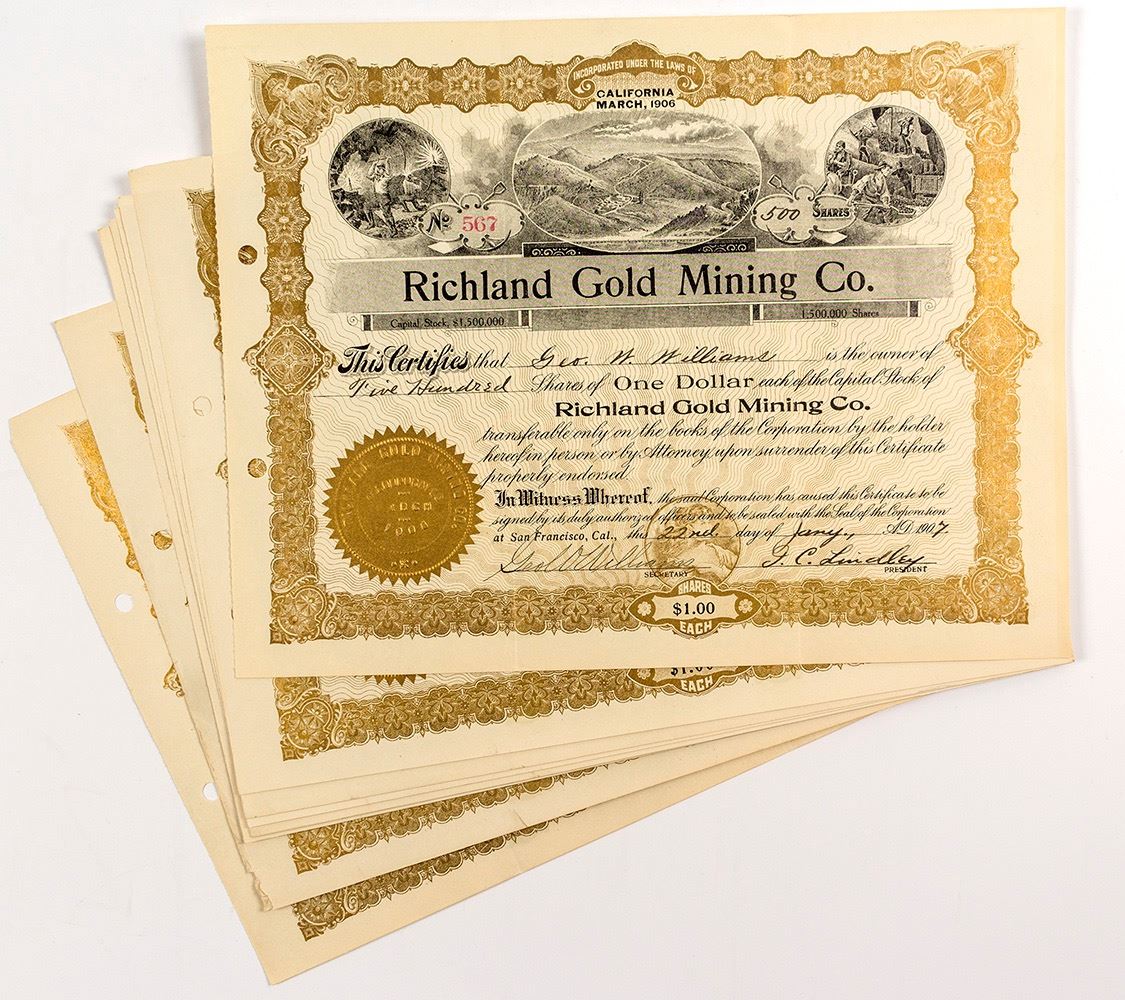 INCORPORATED UNDER THE LAWS OF
CALIFORNIA
MARCH, 1906
No 567
500 SHARES
Richland Gold Mining Co.
Capital Stock, $1,500,000
1,500,000 Shares
This Certifies that Geo. W. Williams is the owner of
Five Hundred Shares of One Dollar each of the Capital Stock of
Richland Gold Mining Co.
transferable only on the books of the Corporation by the holder
hereof in person or by Attorney upon surrender of this Certificate
properly endorsed.
In Witness Whereof, the said Corporation has caused this Certificate to be
signed by its duly authorized officers and to be sealed with the Seal of the Corporation
at San Francisco, Cal., this 22nd. day of Jany., A.D. 1907.
Geo W Williams
SECRETARY
F. C. Lindley
PRESIDENT
SHARES
$1.00
EACH
$1.00
EACH